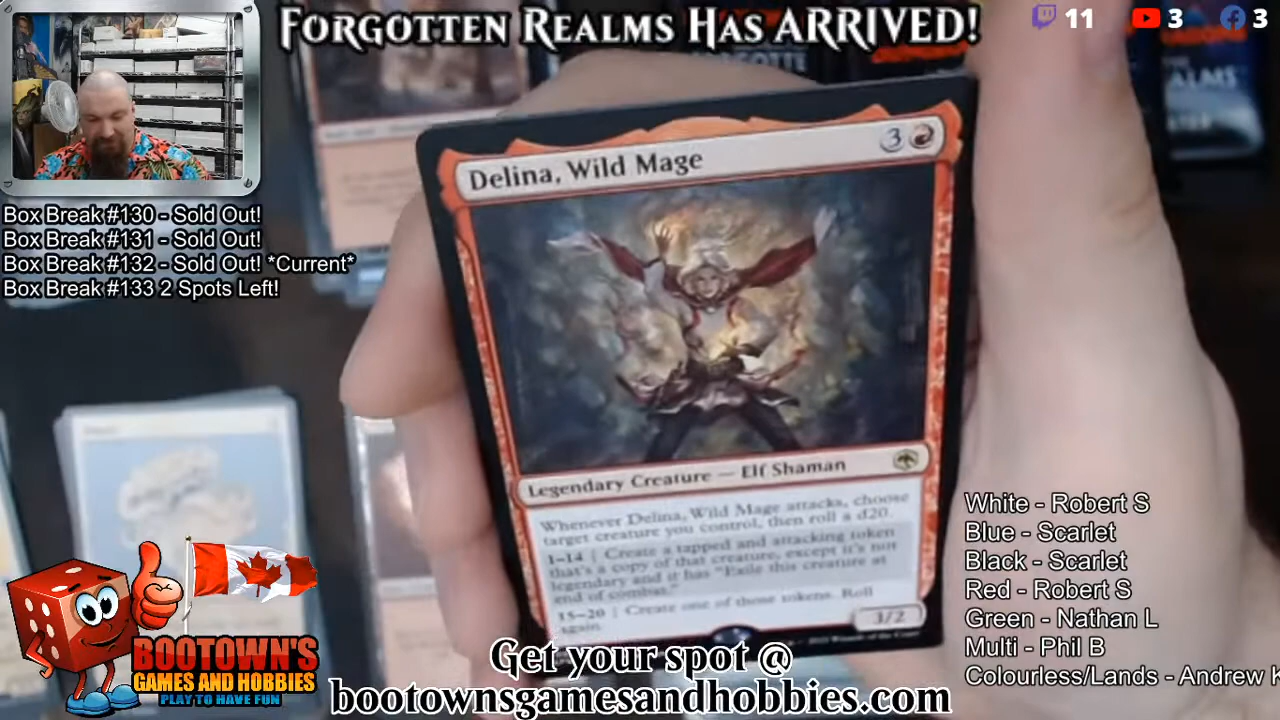 FORGOTTEN REALMS HAS ARRIVED!
11
3
3
Box Break #130 - Sold Out!
Box Break #131 - Sold Out!
Box Break #132 - Sold Out! *Current*
Box Break #133 2 Spots Left!
Delina, Wild Mage
3
Legendary Creature — Elf Shaman
Whenever Delina, Wild Mage attacks, choose
target creature you control, then roll a d20.
1–14 | Create a tapped and attacking token
that's a copy of that creature, except it's not
legendary and it has "Exile this creature at
end of combat."
15–20 | Create one of those tokens. Roll
again.
3/2
White - Robert S
Blue - Scarlet
Black - Scarlet
Red - Robert S
Green - Nathan L
Multi - Phil B
Colourless/Lands - Andrew K
BOOTOWN'S
GAMES AND HOBBIES
PLAY TO HAVE FUN
Get your spot @
bootownsgamesandhobbies.com